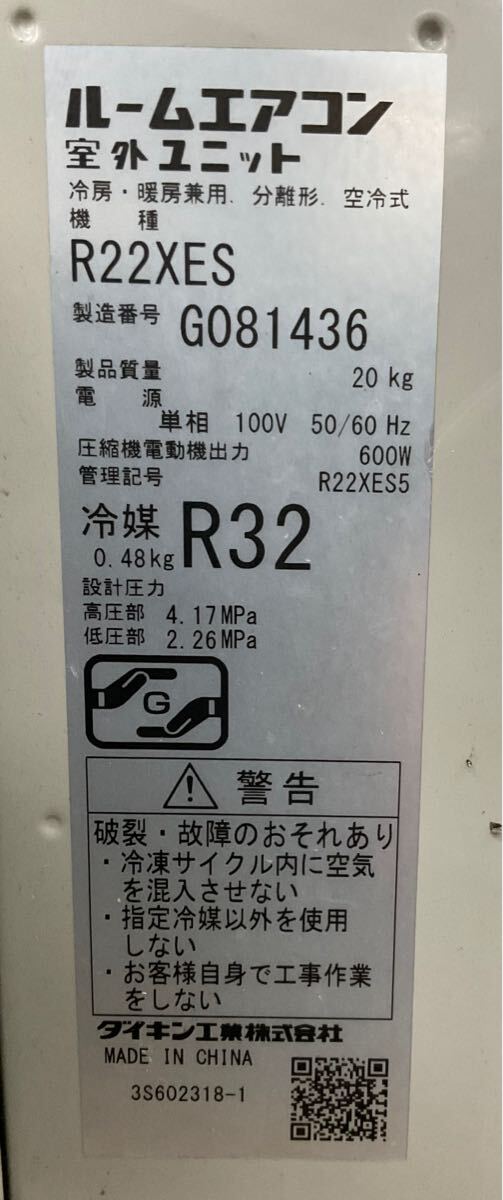 ルームエアコン
室外ユニット
冷房・暖房兼用．分離形．空冷式
機　種
R22XES
製造番号 G081436
製品質量 20 kg
電　源
単相 100V 50/60 Hz
圧縮機電動機出力 600W
管理記号 R22XES5
冷媒 R32
0.48kg
設計圧力
高圧部 4.17MPa
低圧部 2.26MPa
G
警告
破裂・故障のおそれあり
・冷凍サイクル内に空気
を混入させない
・指定冷媒以外を使用
しない
・お客様自身で工事作業
をしない
ダイキン工業株式会社
MADE IN CHINA
3S602318-1